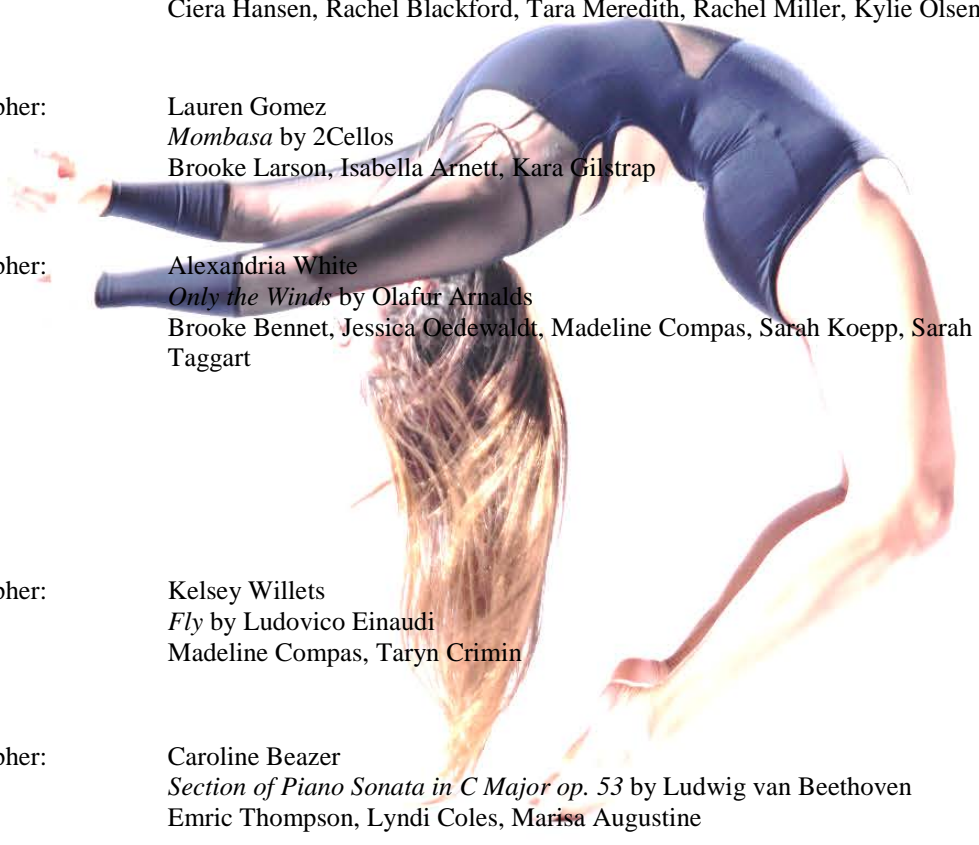 Ciera Hansen, Rachel Blackford, Tara Meredith, Rachel Miller, Kylie Olsen
pher: Lauren Gomez
Mombasa by 2Cellos
Brooke Larson, Isabella Arnett, Kara Gilstrap
pher: Alexandria White
Only the Winds by Olafur Arnalds
Brooke Bennet, Jessica Oedewaldt, Madeline Compas, Sarah Koepp, Sarah
Taggart
pher: Kelsey Willets
Fly by Ludovico Einaudi
Madeline Compas, Taryn Crimin
pher: Caroline Beazer
Section of Piano Sonata in C Major op. 53 by Ludwig van Beethoven
Emric Thompson, Lyndi Coles, Marisa Augustine